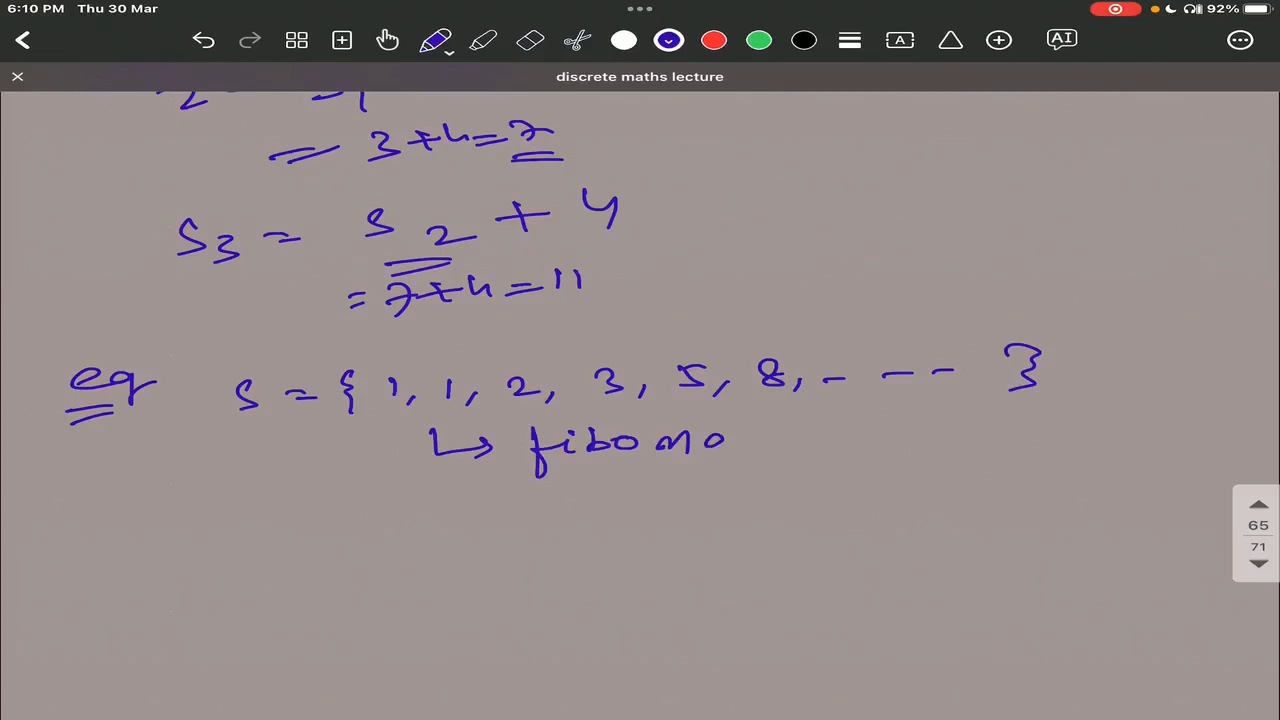 6:10 PM Thu 30 Mar
92%
A
AI
discrete maths lecture
= 3+4=7
S3 = S2 + 4
= 7+4=11
eg S = { 1, 1, 2, 3, 5, 8, - - - }
↳ fibono
65
71